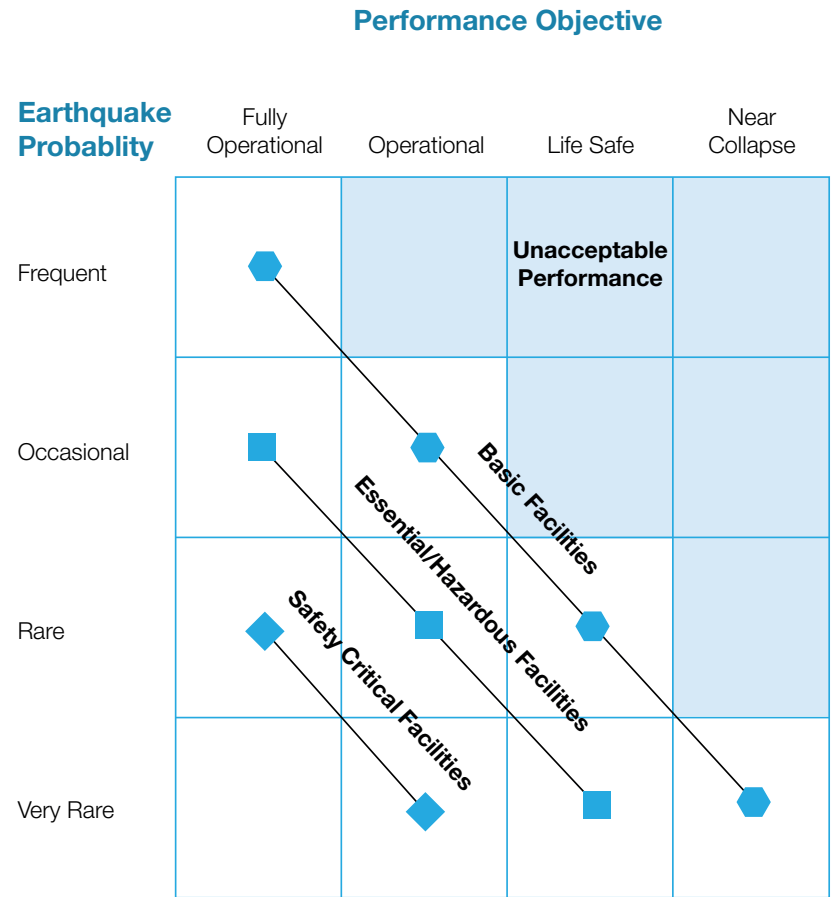 Performance Objective
Earthquake
Probablity
Fully
Operational
Operational
Life Safe
Near
Collapse
Frequent
Unacceptable
Performance
Occasional
Basic Facilities
Essential/Hazardous Facilities
Rare
Safety Critical Facilities
Very Rare